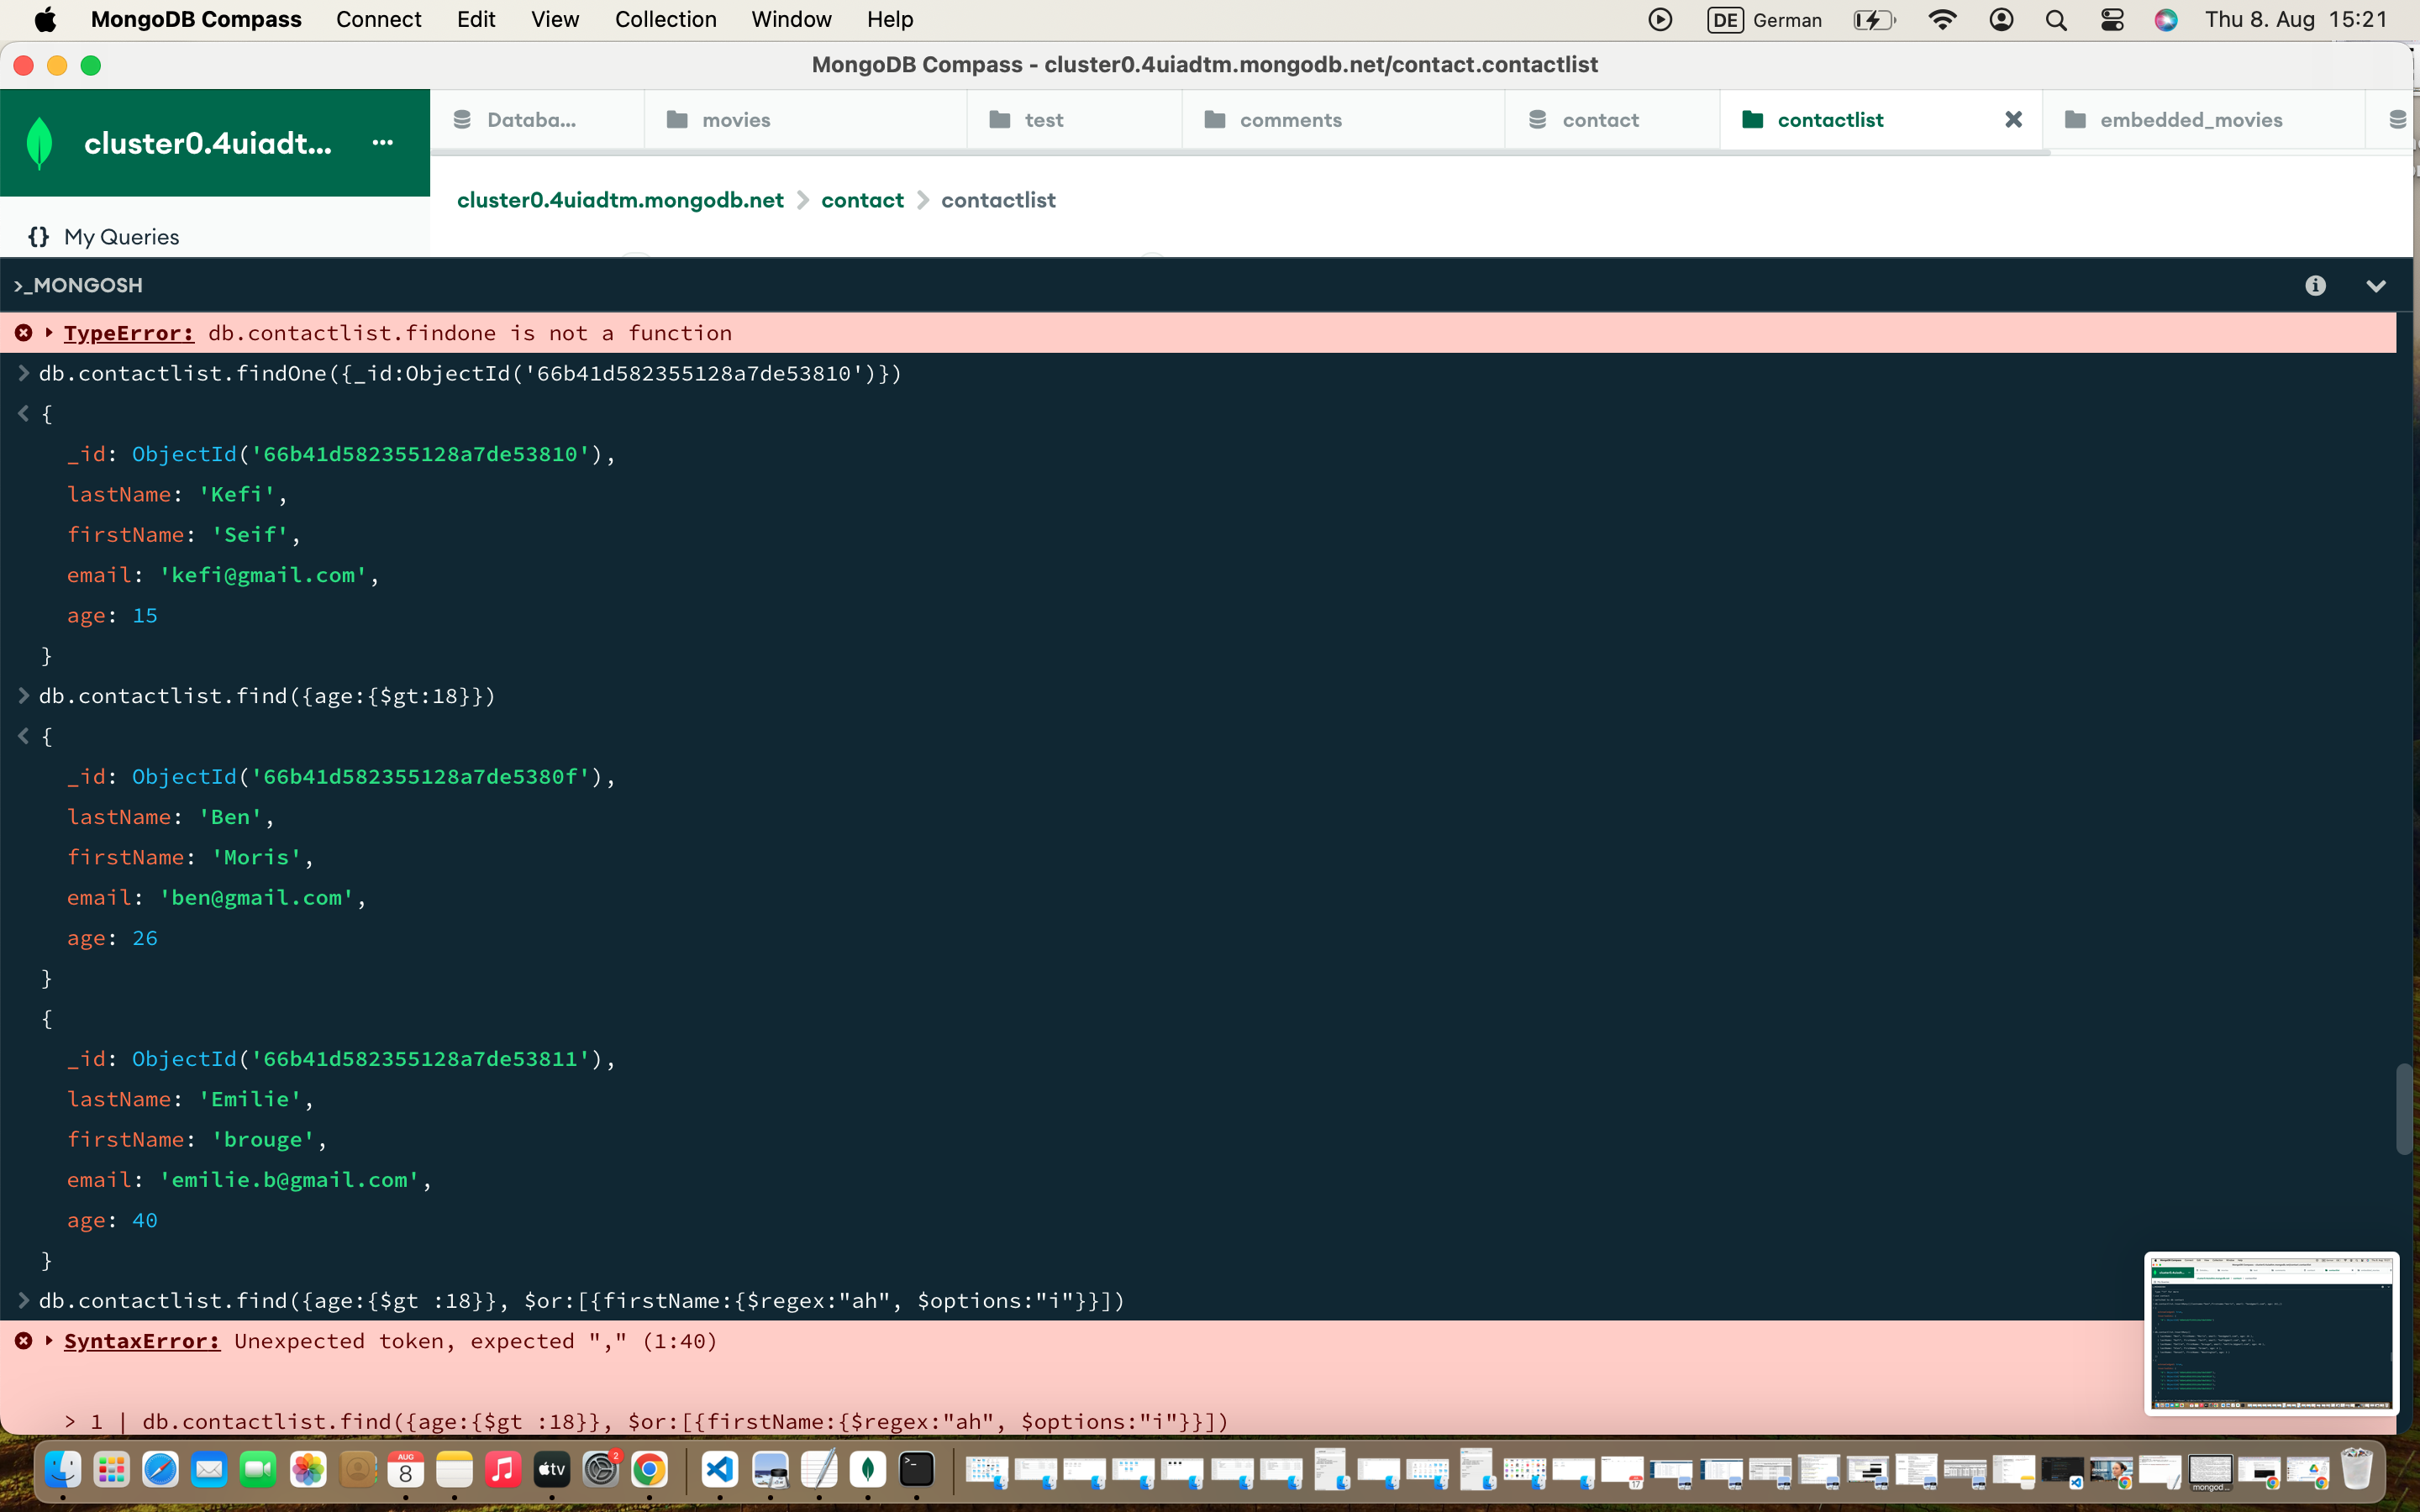 MongoDB Compass Connect Edit View Collection Window Help DE German Thu 8. Aug 15:21
MongoDB Compass - cluster0.4uiadtm.mongodb.net/contact.contactlist
cluster0.4uiadt... ••• Databa... movies test comments contact contactlist embedded_movies
cluster0.4uiadtm.mongodb.net > contact > contactlist
{} My Queries
>_MONGOSH
TypeError: db.contactlist.findone is not a function
> db.contactlist.findOne({_id:ObjectId('66b41d582355128a7de53810')})
< {
_id: ObjectId('66b41d582355128a7de53810'),
lastName: 'Kefi',
firstName: 'Seif',
email: 'kefi@gmail.com',
age: 15
}
> db.contactlist.find({age:{$gt:18}})
< {
_id: ObjectId('66b41d582355128a7de5380f'),
lastName: 'Ben',
firstName: 'Moris',
email: 'ben@gmail.com',
age: 26
}
{
_id: ObjectId('66b41d582355128a7de53811'),
lastName: 'Emilie',
firstName: 'brouge',
email: 'emilie.b@gmail.com',
age: 40
}
> db.contactlist.find({age:{$gt :18}}, $or:[{firstName:{$regex:"ah", $options:"i"}}])
SyntaxError: Unexpected token, expected "," (1:40)
> 1 | db.contactlist.find({age:{$gt :18}}, $or:[{firstName:{$regex:"ah", $options:"i"}}])
AUG
8
tv
2
17
mongod...